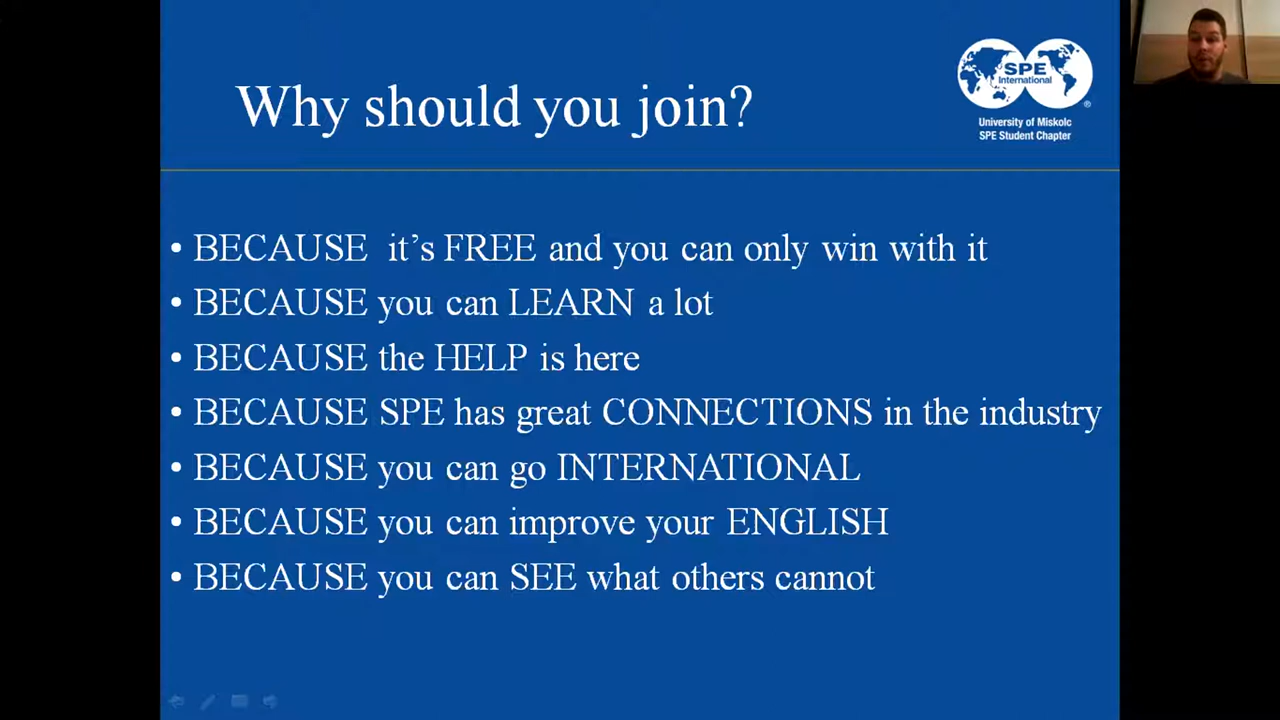 Why should you join?
SPE
International
®
University of Miskolc
SPE Student Chapter
• BECAUSE it’s FREE and you can only win with it
• BECAUSE you can LEARN a lot
• BECAUSE the HELP is here
• BECAUSE SPE has great CONNECTIONS in the industry
• BECAUSE you can go INTERNATIONAL
• BECAUSE you can improve your ENGLISH
• BECAUSE you can SEE what others cannot